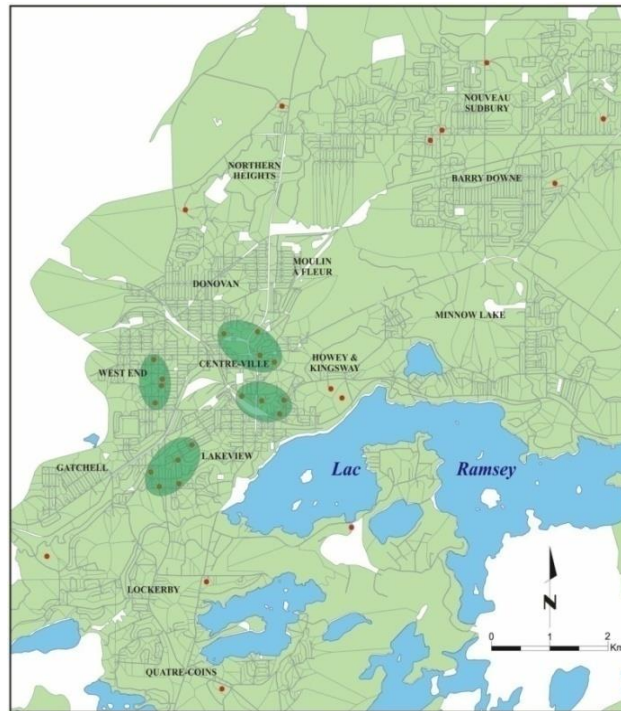 NOUVEAU
SUDBURY
NORTHERN
HEIGHTS
BARRY DOWNE
MOULIN
À FLEUR
DONOVAN
MINNOW LAKE
CENTRE-VILLE
HOWEY &
KINGSWAY
WEST END
LAKEVIEW
GATCHELL
Lac Ramsey
LOCKERBY
N
0 1 2
Km
QUATRE-COINS